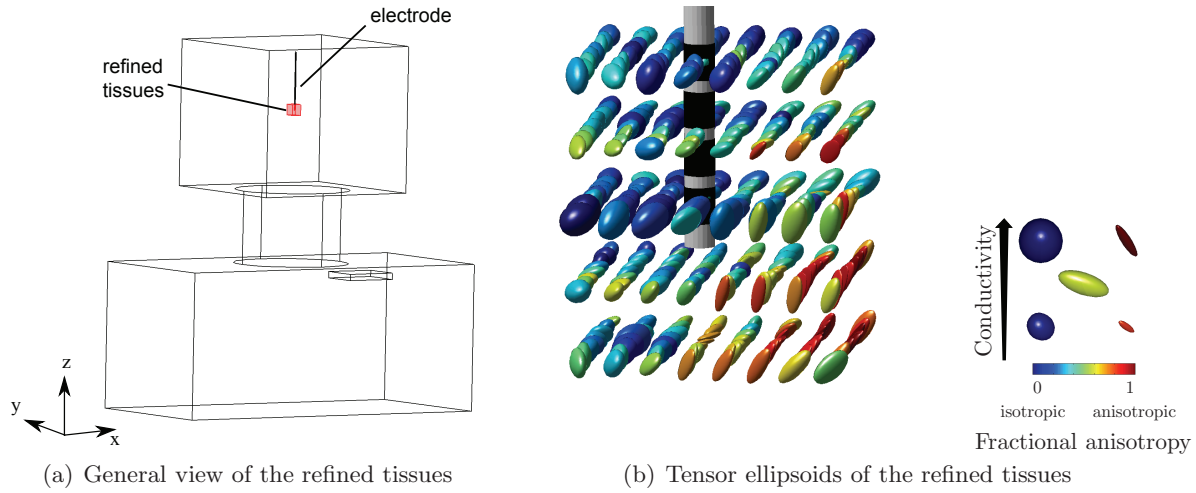 electrode
refined
tissues
z
y
x
(a) General view of the refined tissues
Conductivity
0
1
isotropic
anisotropic
Fractional anisotropy
(b) Tensor ellipsoids of the refined tissues